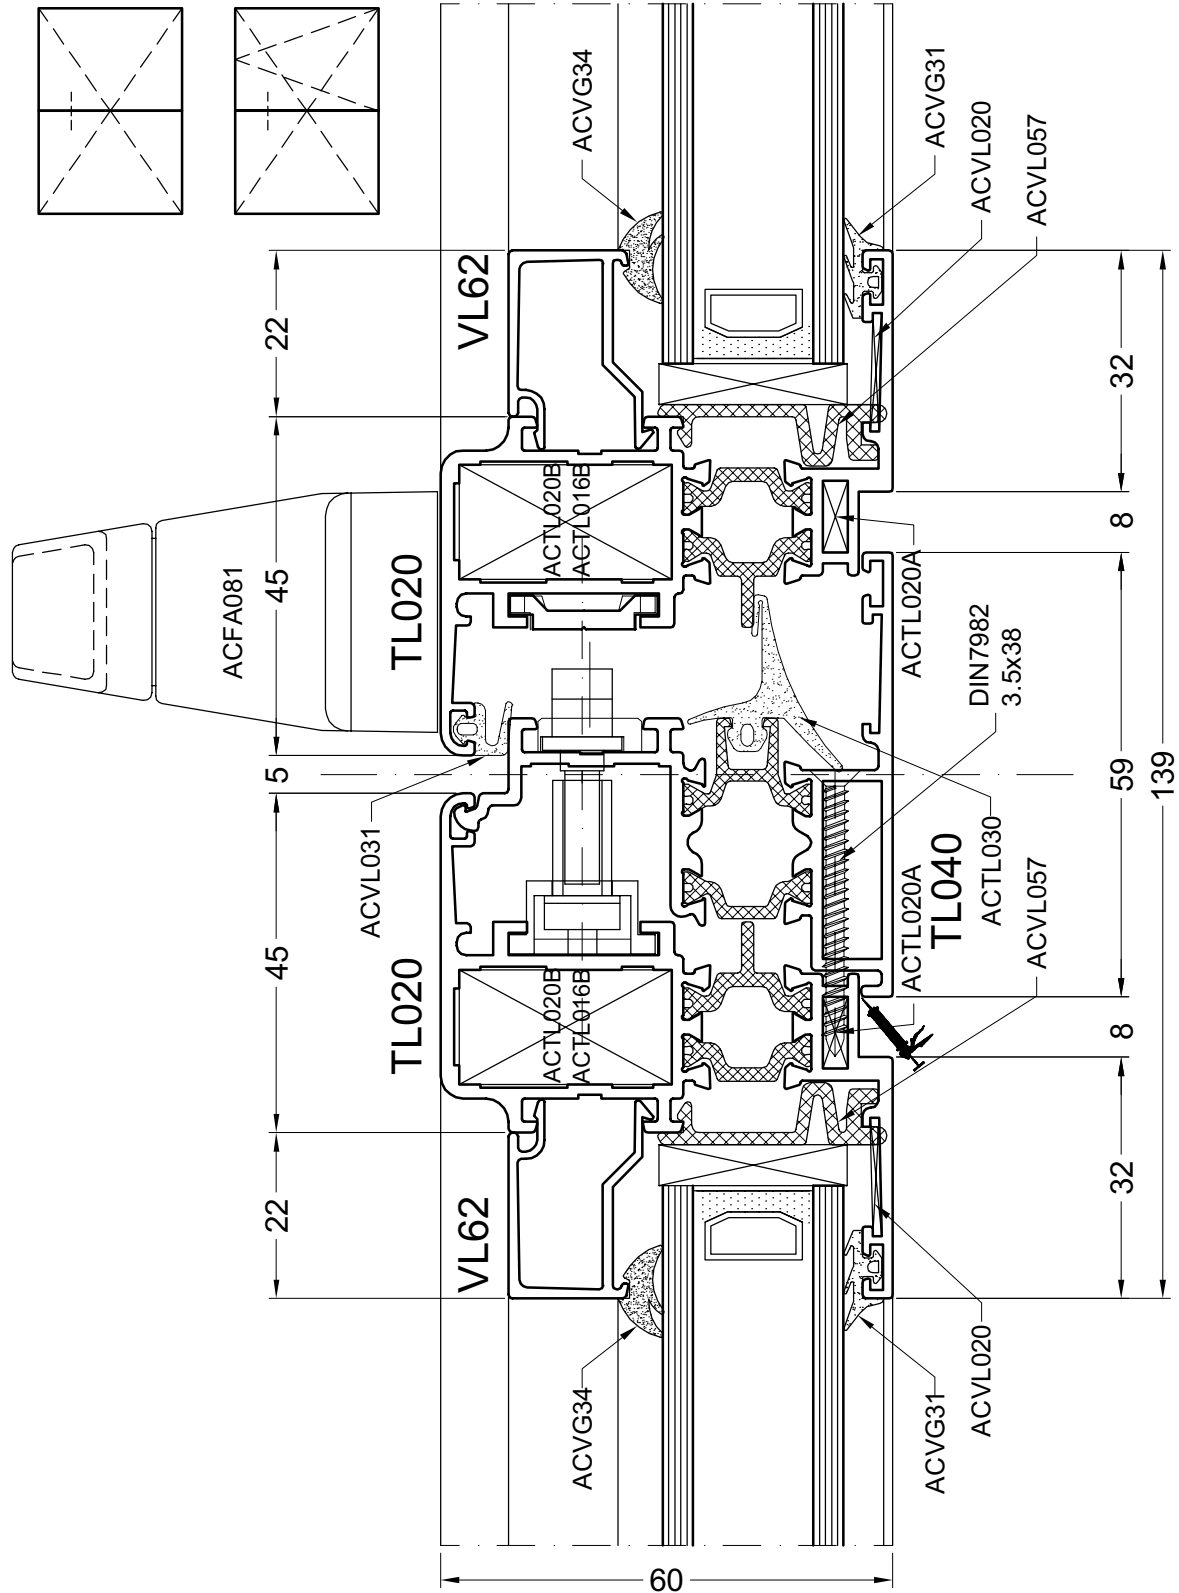 ACVG34
ACVG31
ACVL020
ACVL057
VL62
22
32
ACTL020B
ACTL016B
8
45
ACFA081
TL020
ACTL020A
DIN7982
3.5x38
5
59
139
ACVL031
ACTL030
TL040
ACTL020A
ACVL057
45
TL020
ACTL020B
ACTL016B
8
22
32
VL62
ACVG34
ACVG31
ACVL020
60